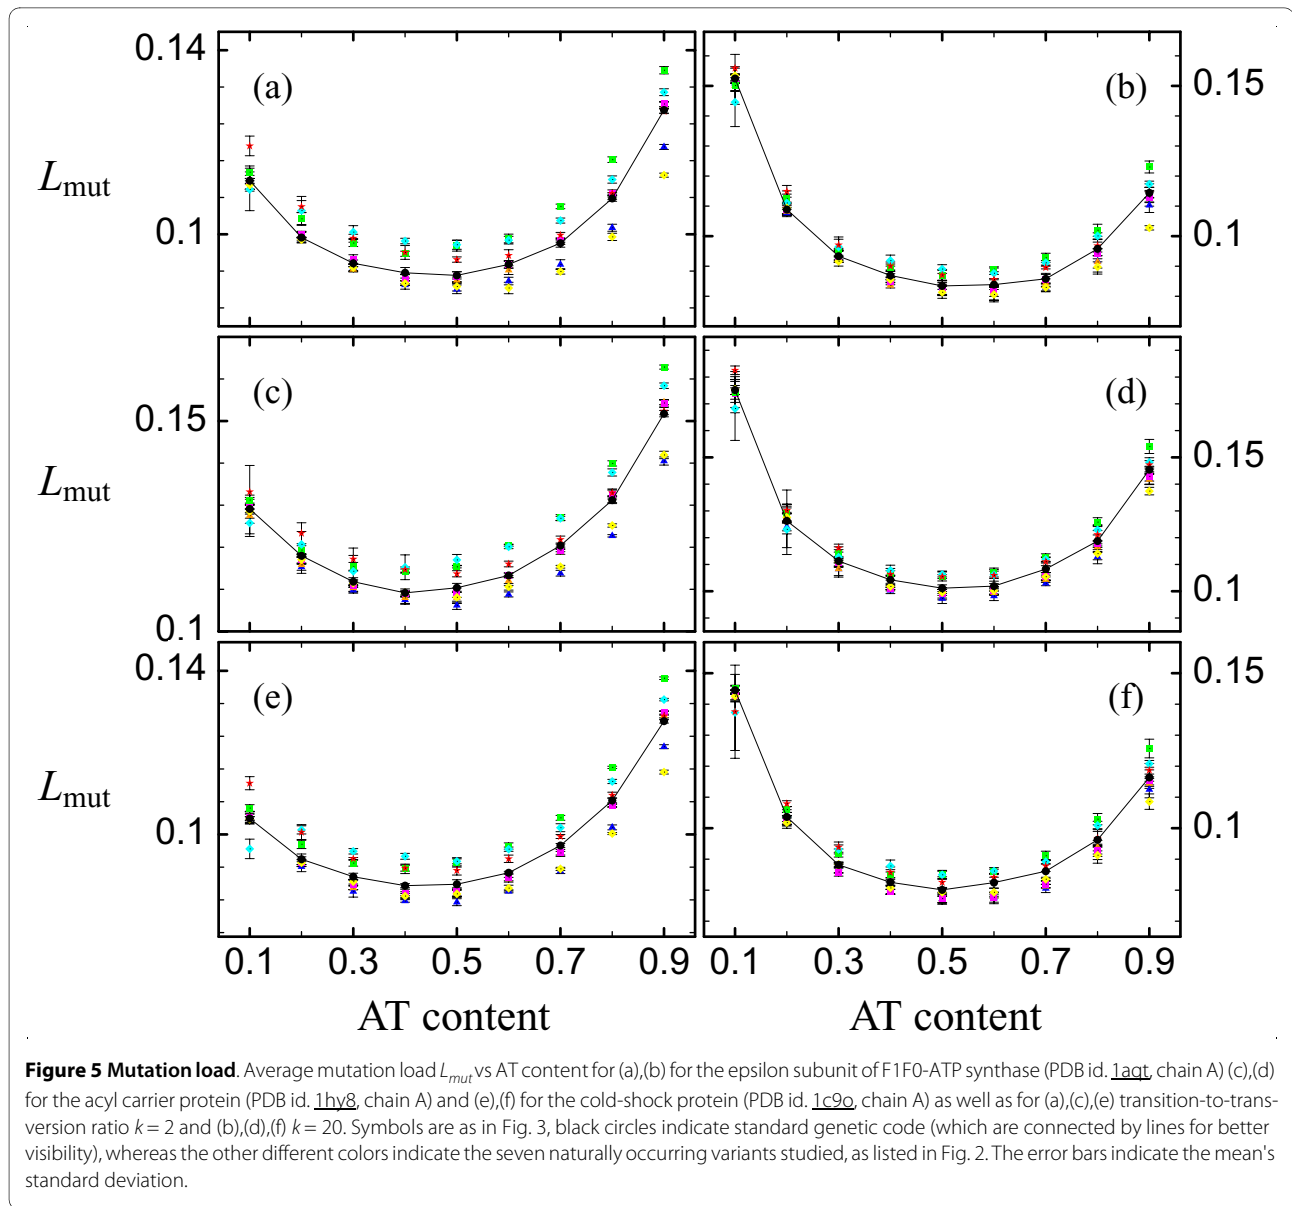 0.14
(a)
(b)
0.15
L_mut
0.1
0.1
(c)
(d)
0.15
0.15
L_mut
0.1
0.1
0.14
(e)
(f)
0.15
L_mut
0.1
0.1
0.1 0.3 0.5 0.7 0.9 0.1 0.3 0.5 0.7 0.9
AT content AT content
Figure 5 Mutation load. Average mutation load L_mut vs AT content for (a),(b) for the epsilon subunit of F1F0-ATP synthase (PDB id. 1aqt, chain A) (c),(d)
for the acyl carrier protein (PDB id. 1hy8, chain A) and (e),(f) for the cold-shock protein (PDB id. 1c9o, chain A) as well as for (a),(c),(e) transition-to-trans-
version ratio k = 2 and (b),(d),(f) k = 20. Symbols are as in Fig. 3, black circles indicate standard genetic code (which are connected by lines for better
visibility), whereas the other different colors indicate the seven naturally occurring variants studied, as listed in Fig. 2. The error bars indicate the mean's
standard deviation.